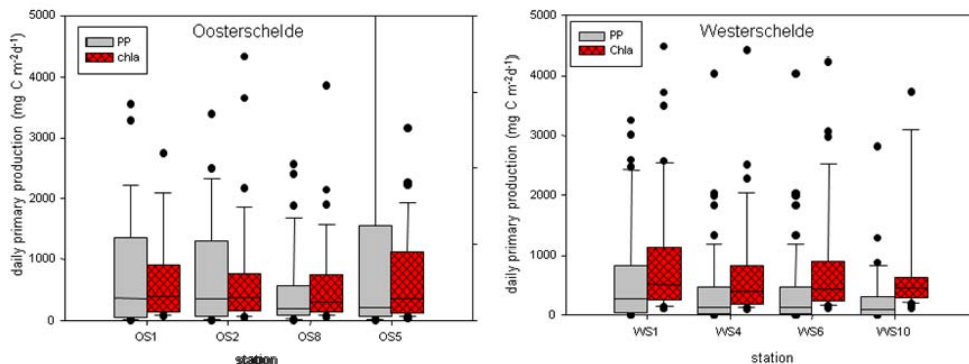 Oosterschelde
PP
chla
daily primary production (mg C m-2d-1)
5000
4000
3000
2000
1000
0
OS1 OS2 OS8 OS5
station
Westerschelde
PP
chla
daily primary production (mg C m-2d-1)
5000
4000
3000
2000
1000
0
WS1 WS4 WS6 WS10
station